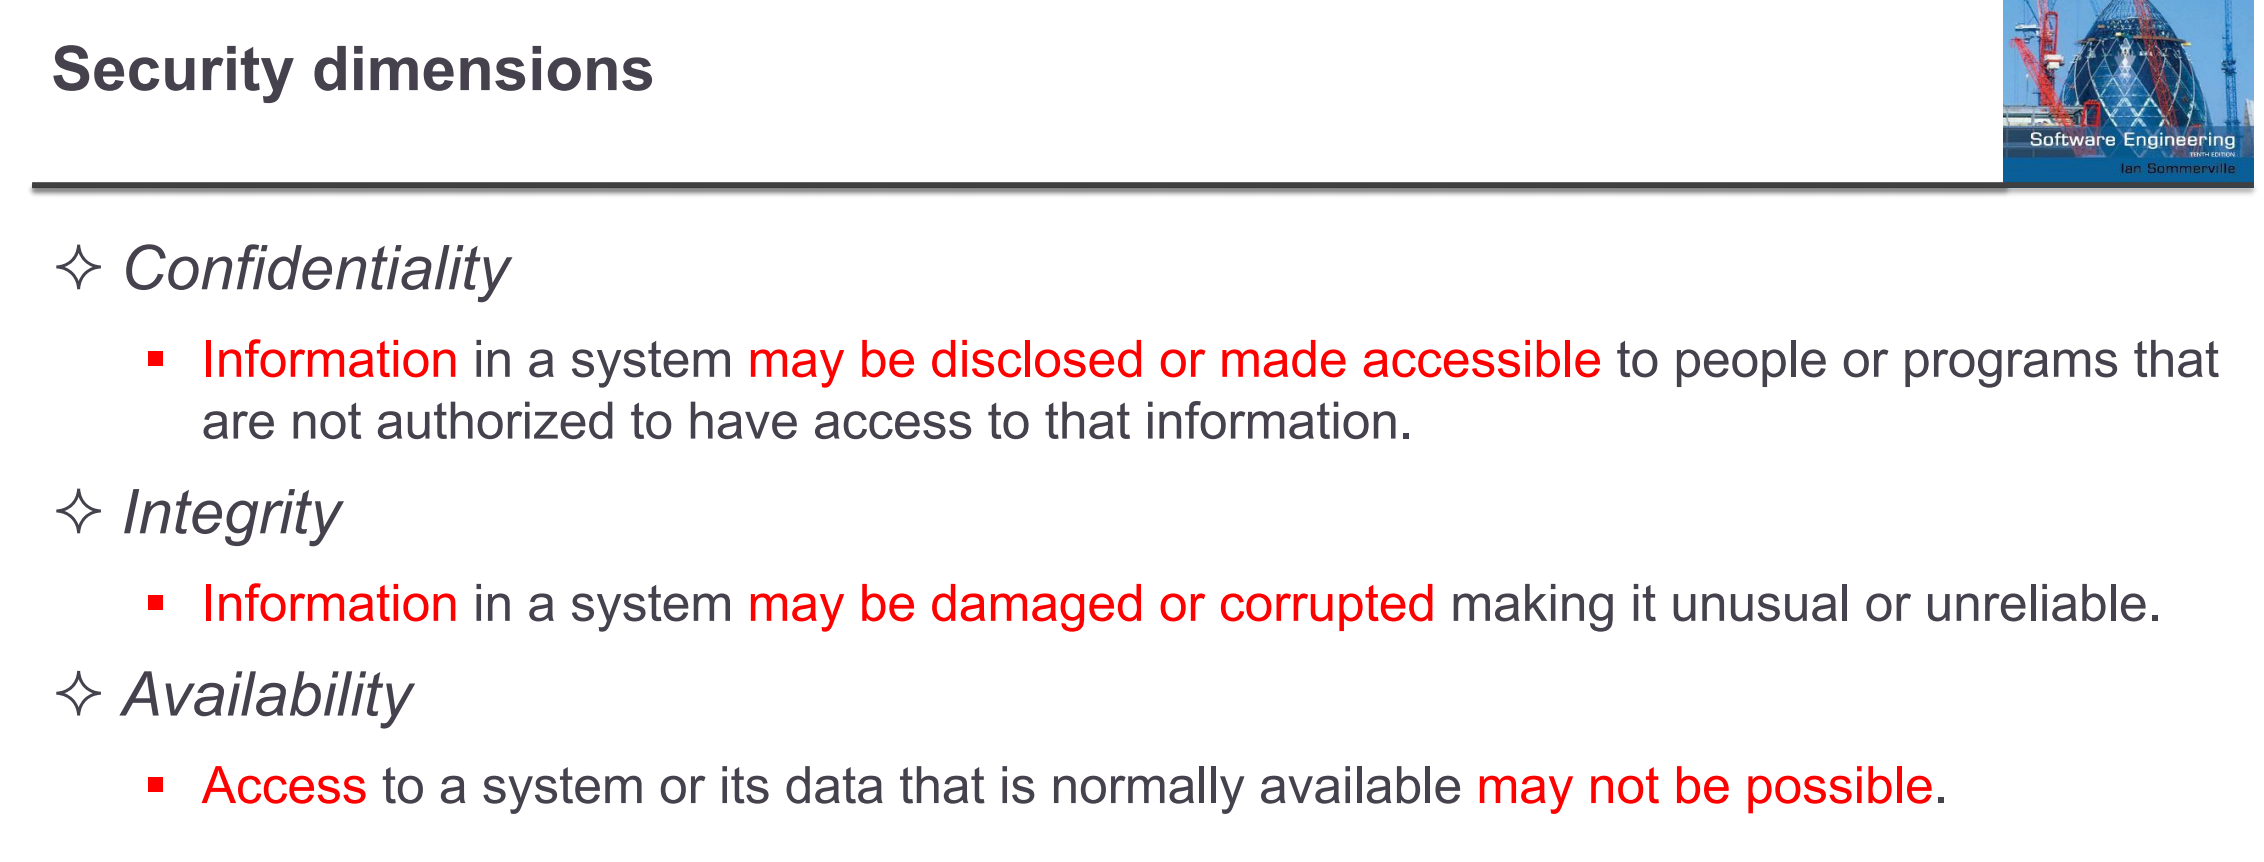 Security dimensions
Software Engineering
TENTH EDITION
Ian Sommerville
✧ Confidentiality
▪ Information in a system may be disclosed or made accessible to people or programs that
are not authorized to have access to that information.
✧ Integrity
▪ Information in a system may be damaged or corrupted making it unusual or unreliable.
✧ Availability
▪ Access to a system or its data that is normally available may not be possible.